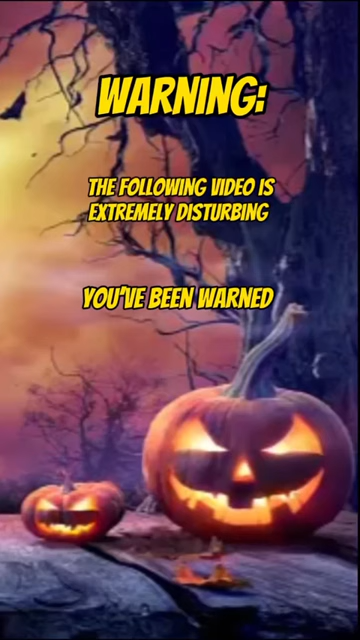 WARNING:
THE FOLLOWING VIDEO IS
EXTREMELY DISTURBING
YOU'VE BEEN WARNED